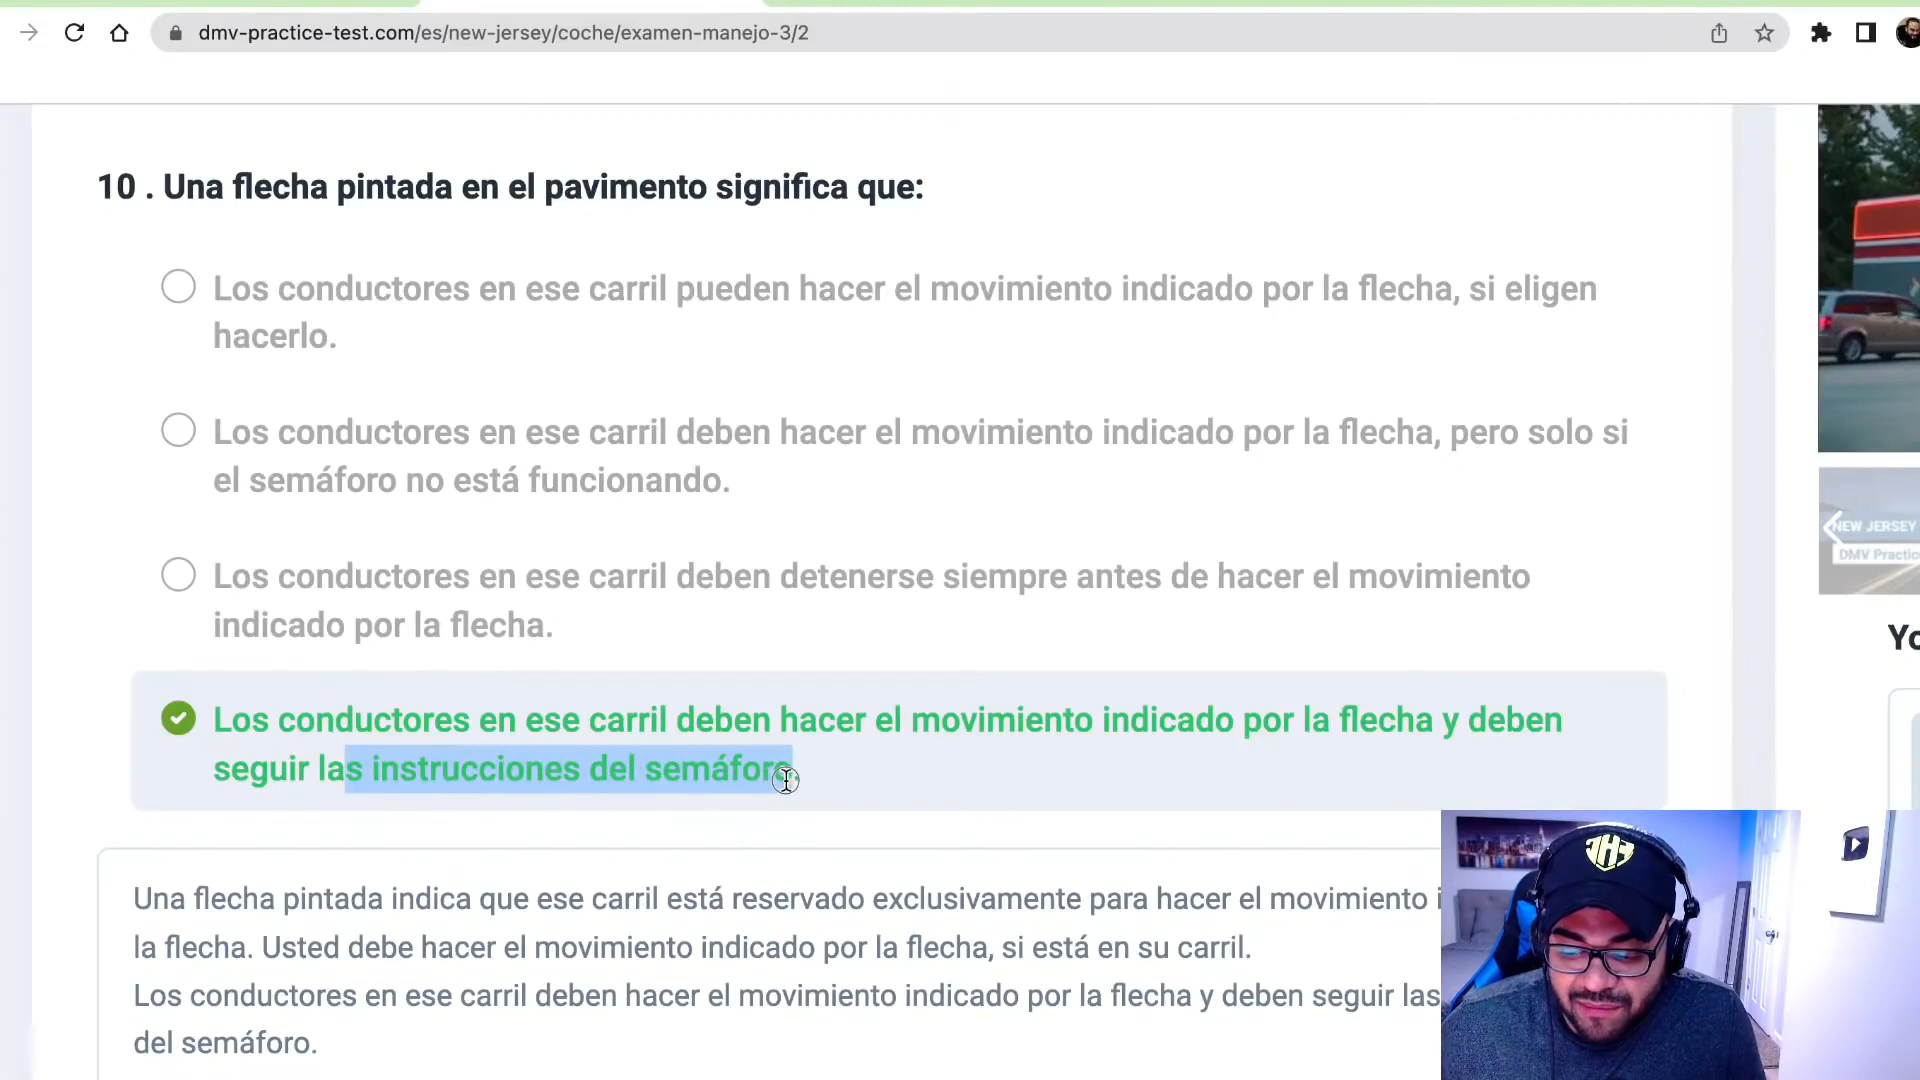 dmv-practice-test.com/es/new-jersey/coche/examen-manejo-3/2
10 . Una flecha pintada en el pavimento significa que:
Los conductores en ese carril pueden hacer el movimiento indicado por la flecha, si eligen
hacerlo.
Los conductores en ese carril deben hacer el movimiento indicado por la flecha, pero solo si
el semáforo no está funcionando.
Los conductores en ese carril deben detenerse siempre antes de hacer el movimiento
indicado por la flecha.
Los conductores en ese carril deben hacer el movimiento indicado por la flecha y deben
seguir las instrucciones del semáforo.
Una flecha pintada indica que ese carril está reservado exclusivamente para hacer el movimiento i
la flecha. Usted debe hacer el movimiento indicado por la flecha, si está en su carril.
Los conductores en ese carril deben hacer el movimiento indicado por la flecha y deben seguir las
del semáforo.
NEW JERSEY
DMV Practic
Yo